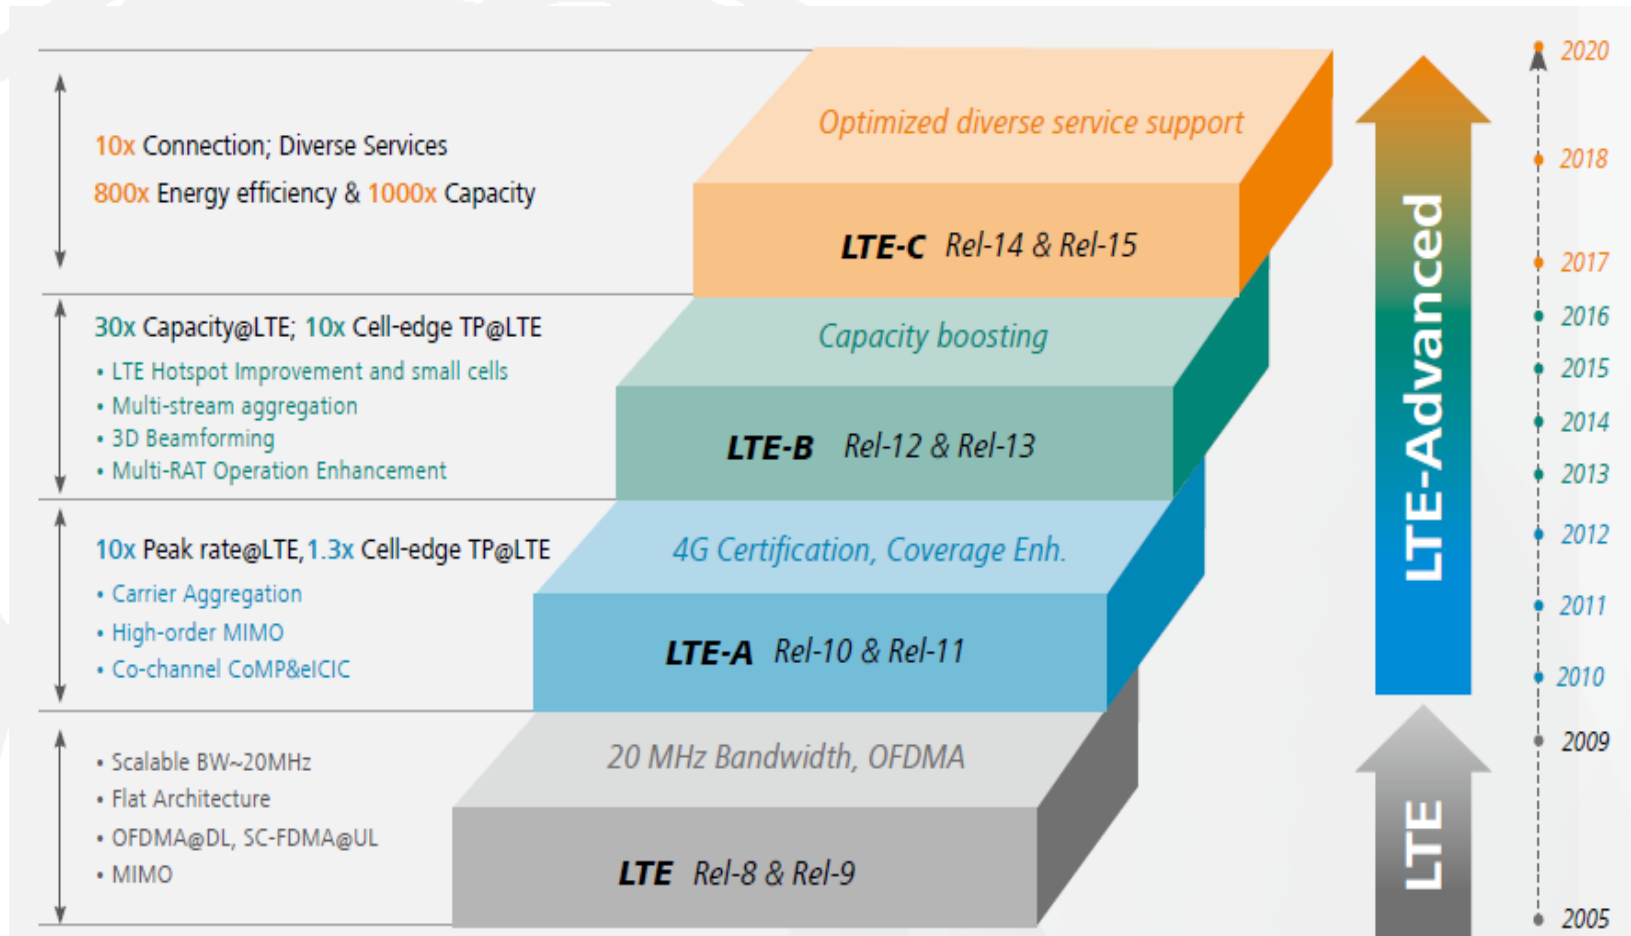 10x Connection; Diverse Services
800x Energy efficiency & 1000x Capacity
Optimized diverse service support
LTE-C Rel-14 & Rel-15
30x Capacity@LTE; 10x Cell-edge TP@LTE
• LTE Hotspot Improvement and small cells
• Multi-stream aggregation
• 3D Beamforming
• Multi-RAT Operation Enhancement
Capacity boosting
LTE-B Rel-12 & Rel-13
10x Peak rate@LTE, 1.3x Cell-edge TP@LTE
• Carrier Aggregation
• High-order MIMO
• Co-channel CoMP&eICIC
4G Certification, Coverage Enh.
LTE-A Rel-10 & Rel-11
• Scalable BW~20MHz
• Flat Architecture
• OFDMA@DL, SC-FDMA@UL
• MIMO
20 MHz Bandwidth, OFDMA
LTE Rel-8 & Rel-9
LTE-Advanced
LTE
2020
2018
2017
2016
2015
2014
2013
2012
2011
2010
2009
2005